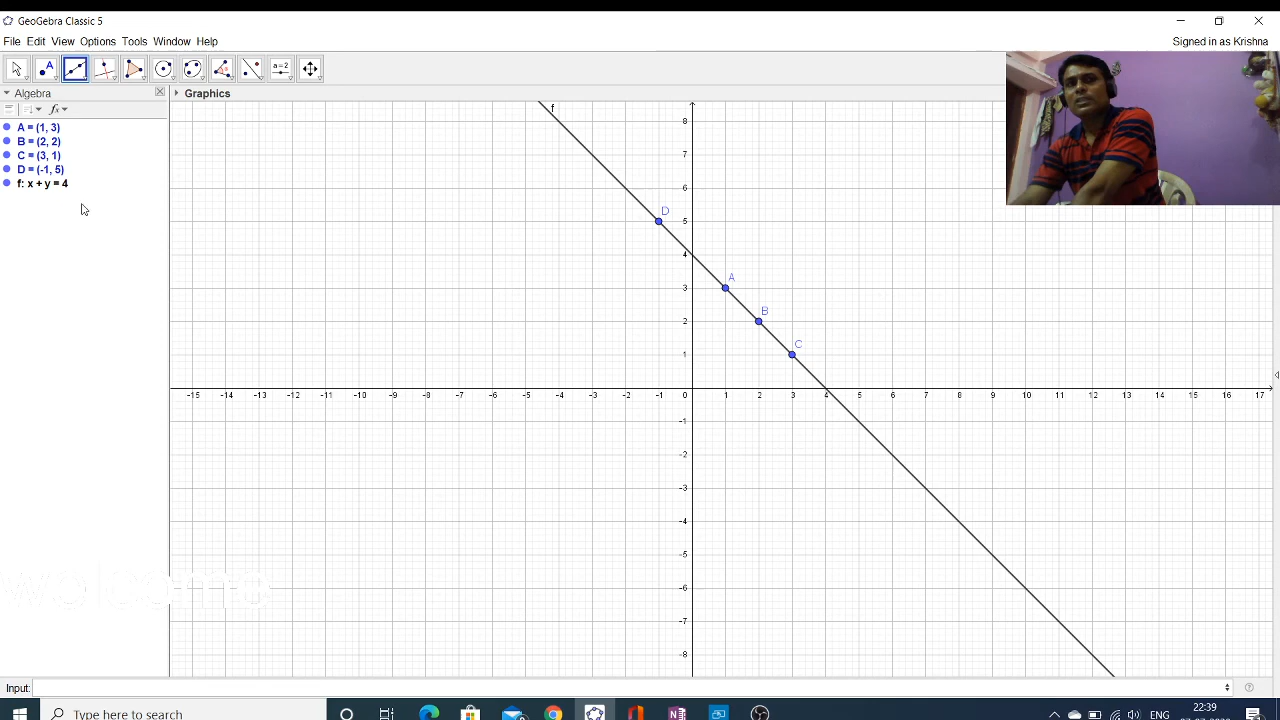 GeoGebra Classic 5
File Edit View Options Tools Window Help
Signed in as Krishna
A
a=2
Algebra
Graphics
fx
A = (1, 3)
B = (2, 2)
C = (3, 1)
D = (-1, 5)
f: x + y = 4
f
8
7
6
D
5
4
A
3
B
2
C
1
-15 -14 -13 -12 -11 -10 -9 -8 -7 -6 -5 -4 -3 -2 -1 0 1 2 3 4 5 6 7 8 9 10 11 12 13 14 15 16 17
-1
-2
-3
-4
-5
-6
-7
-8
welcome
Input:
Type here to search
ENG
22:39